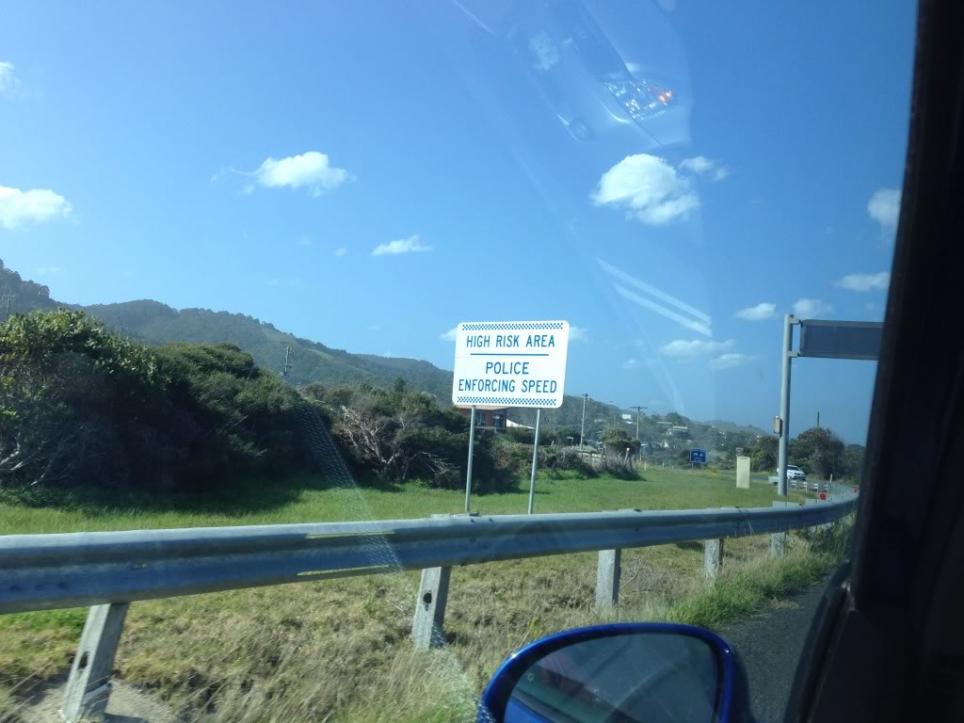 HIGH RISK AREA
POLICE
ENFORCING SPEED